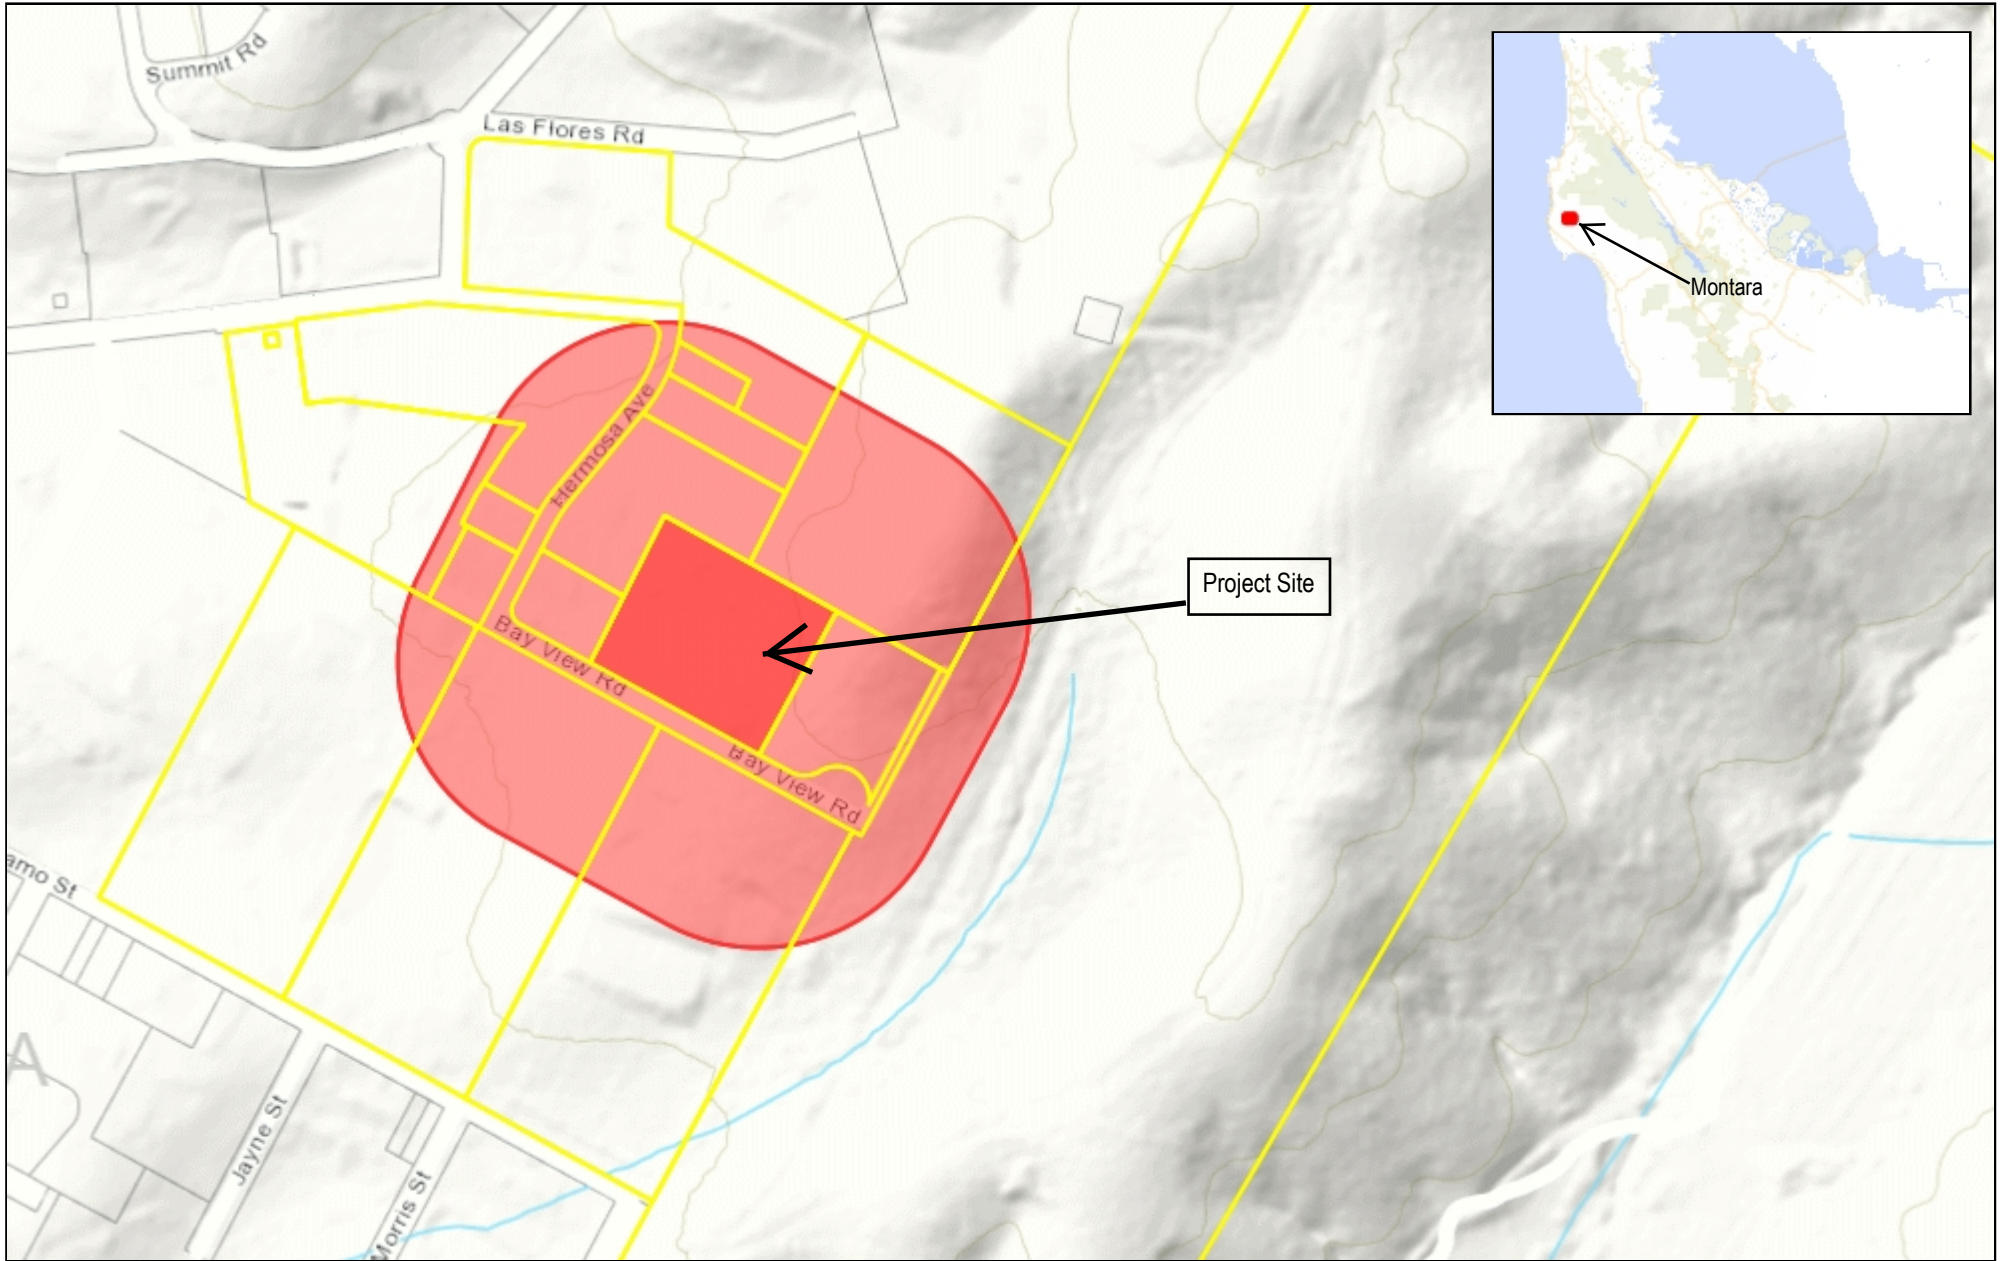 Summit Rd
Las Flores Rd
Montara
Hermosa Ave
Project Site
Bay View Rd
Bay View Rd
amo St
A
Jayne St
Morris St